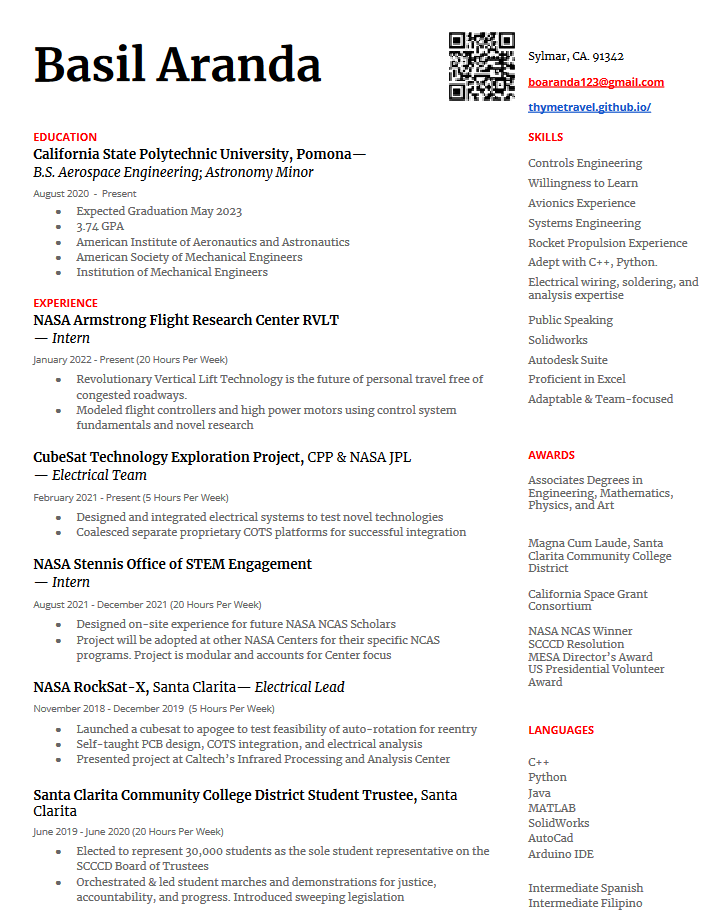 Basil Aranda
Sylmar, CA. 91342
boaranda123@gmail.com
thymetravel.github.io/
EDUCATION
California State Polytechnic University, Pomona—
B.S. Aerospace Engineering; Astronomy Minor
August 2020 - Present
● Expected Graduation May 2023
● 3.74 GPA
● American Institute of Aeronautics and Astronautics
● American Society of Mechanical Engineers
● Institution of Mechanical Engineers
EXPERIENCE
NASA Armstrong Flight Research Center RVLT
— Intern
January 2022 - Present (20 Hours Per Week)
● Revolutionary Vertical Lift Technology is the future of personal travel free of
congested roadways.
● Modeled flight controllers and high power motors using control system
fundamentals and novel research
CubeSat Technology Exploration Project, CPP & NASA JPL
— Electrical Team
February 2021 - Present (5 Hours Per Week)
● Designed and integrated electrical systems to test novel technologies
● Coalesced separate proprietary COTS platforms for successful integration
NASA Stennis Office of STEM Engagement
— Intern
August 2021 - December 2021 (20 Hours Per Week)
● Designed on-site experience for future NASA NCAS Scholars
● Project will be adopted at other NASA Centers for their specific NCAS
programs. Project is modular and accounts for Center focus
NASA RockSat-X, Santa Clarita— Electrical Lead
November 2018 - December 2019 (5 Hours Per Week)
● Launched a cubesat to apogee to test feasibility of auto-rotation for reentry
● Self-taught PCB design, COTS integration, and electrical analysis
● Presented project at Caltech's Infrared Processing and Analysis Center
Santa Clarita Community College District Student Trustee, Santa
Clarita
June 2019 - June 2020 (20 Hours Per Week)
● Elected to represent 30,000 students as the sole student representative on the
SCCCD Board of Trustees
● Orchestrated & led student marches and demonstrations for justice,
accountability, and progress. Introduced sweeping legislation
SKILLS
Controls Engineering
Willingness to Learn
Avionics Experience
Systems Engineering
Rocket Propulsion Experience
Adept with C++, Python.
Electrical wiring, soldering, and
analysis expertise
Public Speaking
Solidworks
Autodesk Suite
Proficient in Excel
Adaptable & Team-focused
AWARDS
Associates Degrees in
Engineering, Mathematics,
Physics, and Art
Magna Cum Laude, Santa
Clarita Community College
District
California Space Grant
Consortium
NASA NCAS Winner
SCCCD Resolution
MESA Director's Award
US Presidential Volunteer
Award
LANGUAGES
C++
Python
Java
MATLAB
SolidWorks
AutoCad
Arduino IDE
Intermediate Spanish
Intermediate Filipino